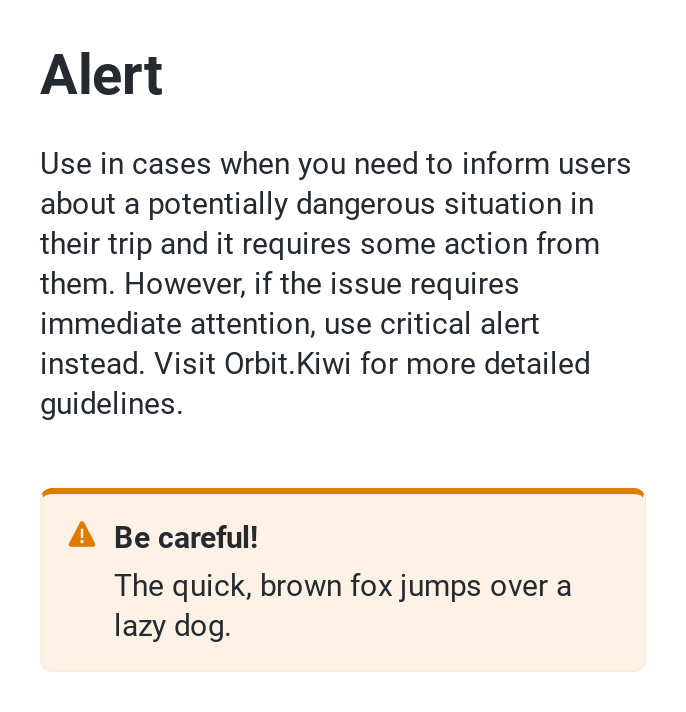 Alert
Use in cases when you need to inform users
about a potentially dangerous situation in
their trip and it requires some action from
them. However, if the issue requires
immediate attention, use critical alert
instead. Visit Orbit.Kiwi for more detailed
guidelines.
Be careful!
The quick, brown fox jumps over a
lazy dog.